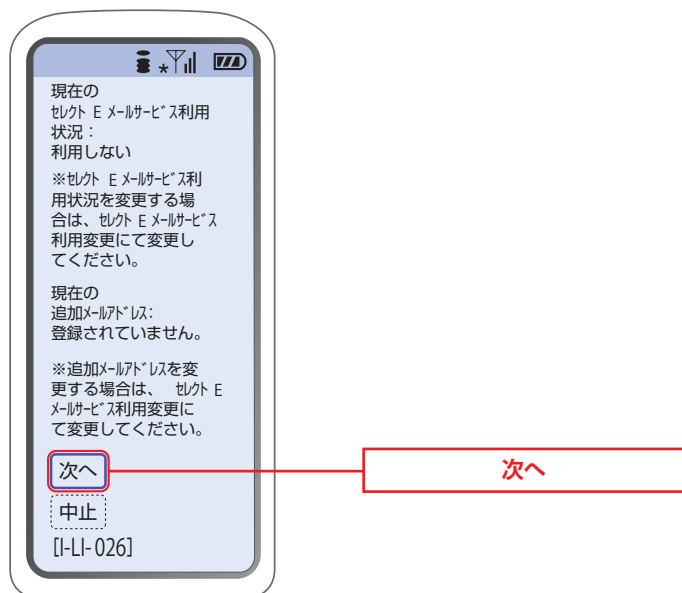 現在の
ｾﾚｸﾄ E ﾒｰﾙｻｰﾋﾞｽ利用
状況：
利用しない
※ｾﾚｸﾄ E ﾒｰﾙｻｰﾋﾞｽ利
用状況を変更する場
合は、ｾﾚｸﾄ E ﾒｰﾙｻｰﾋﾞｽ
利用変更にて変更し
てください。
現在の
追加ﾒｰﾙｱﾄﾞﾚｽ:
登録されていません。
※追加ﾒｰﾙｱﾄﾞﾚｽを変
更する場合は、 ｾﾚｸﾄ E
ﾒｰﾙｻｰﾋﾞｽ利用変更に
て変更してください。
次へ
次へ
中止
[I-LI-026]